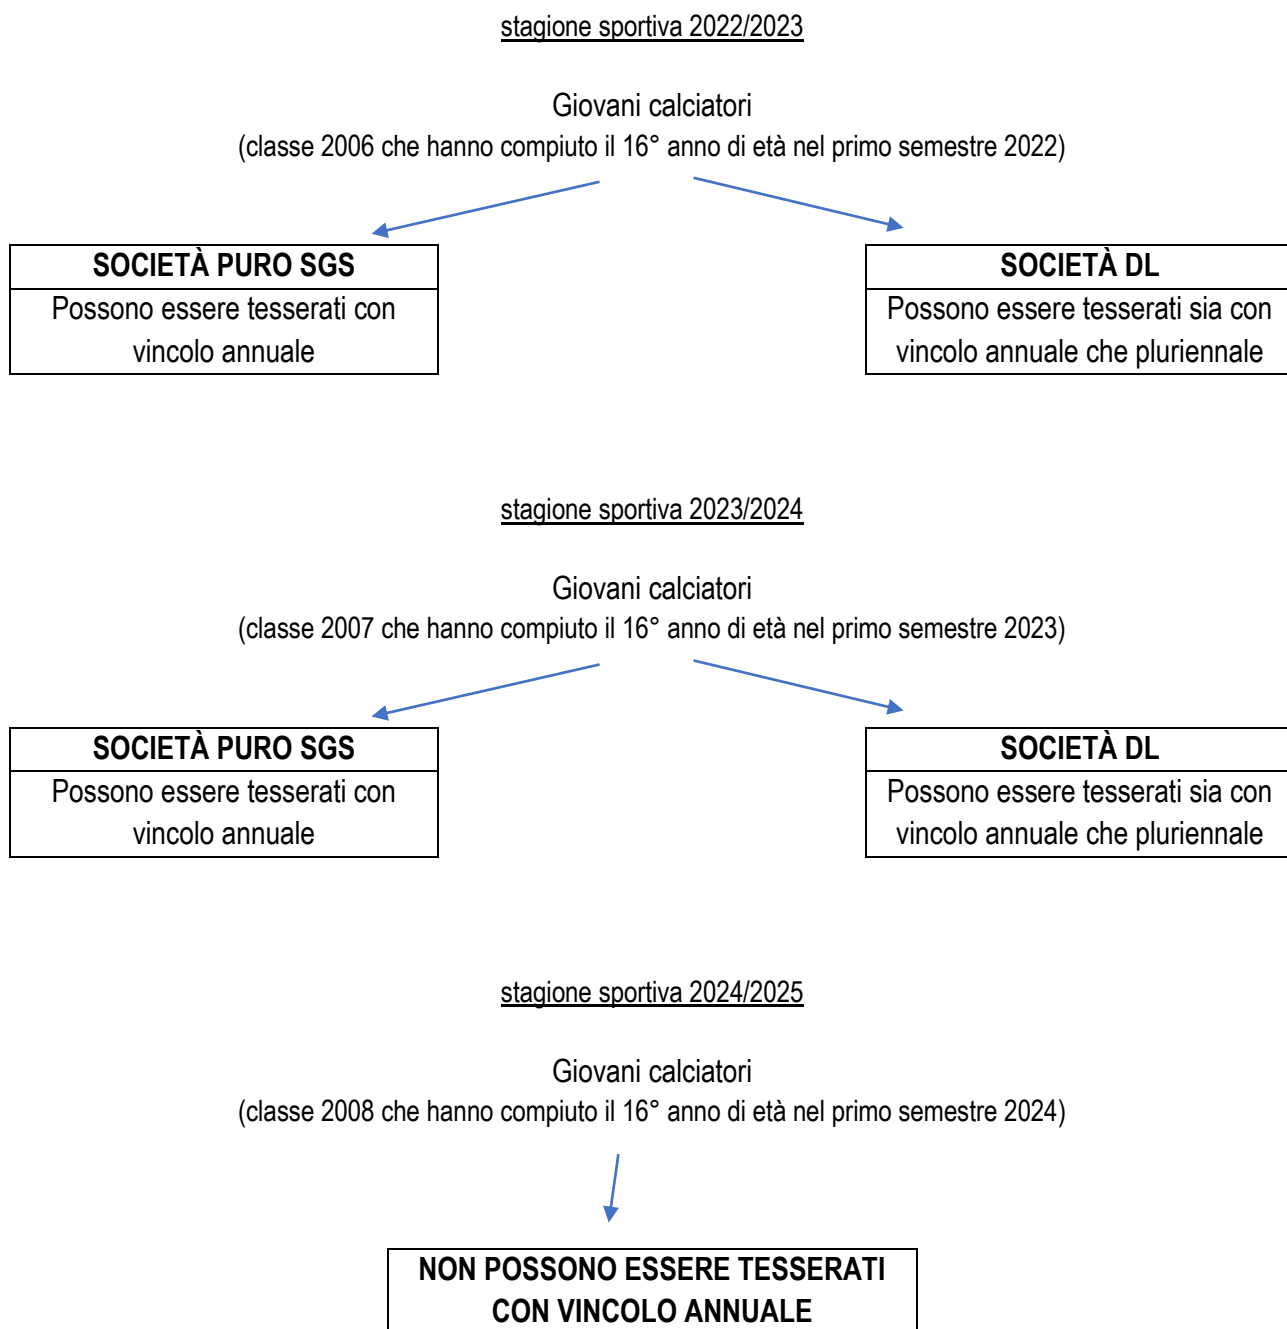 stagione sportiva 2022/2023
Giovani calciatori
(classe 2006 che hanno compiuto il 16° anno di età nel primo semestre 2022)
SOCIETÀ PURO SGS
Possono essere tesserati con
vincolo annuale
SOCIETÀ DL
Possono essere tesserati sia con
vincolo annuale che pluriennale
stagione sportiva 2023/2024
Giovani calciatori
(classe 2007 che hanno compiuto il 16° anno di età nel primo semestre 2023)
SOCIETÀ PURO SGS
Possono essere tesserati con
vincolo annuale
SOCIETÀ DL
Possono essere tesserati sia con
vincolo annuale che pluriennale
stagione sportiva 2024/2025
Giovani calciatori
(classe 2008 che hanno compiuto il 16° anno di età nel primo semestre 2024)
NON POSSONO ESSERE TESSERATI
CON VINCOLO ANNUALE